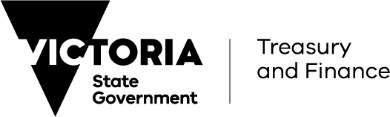 VICTORIA
State
Government
Treasury
and Finance